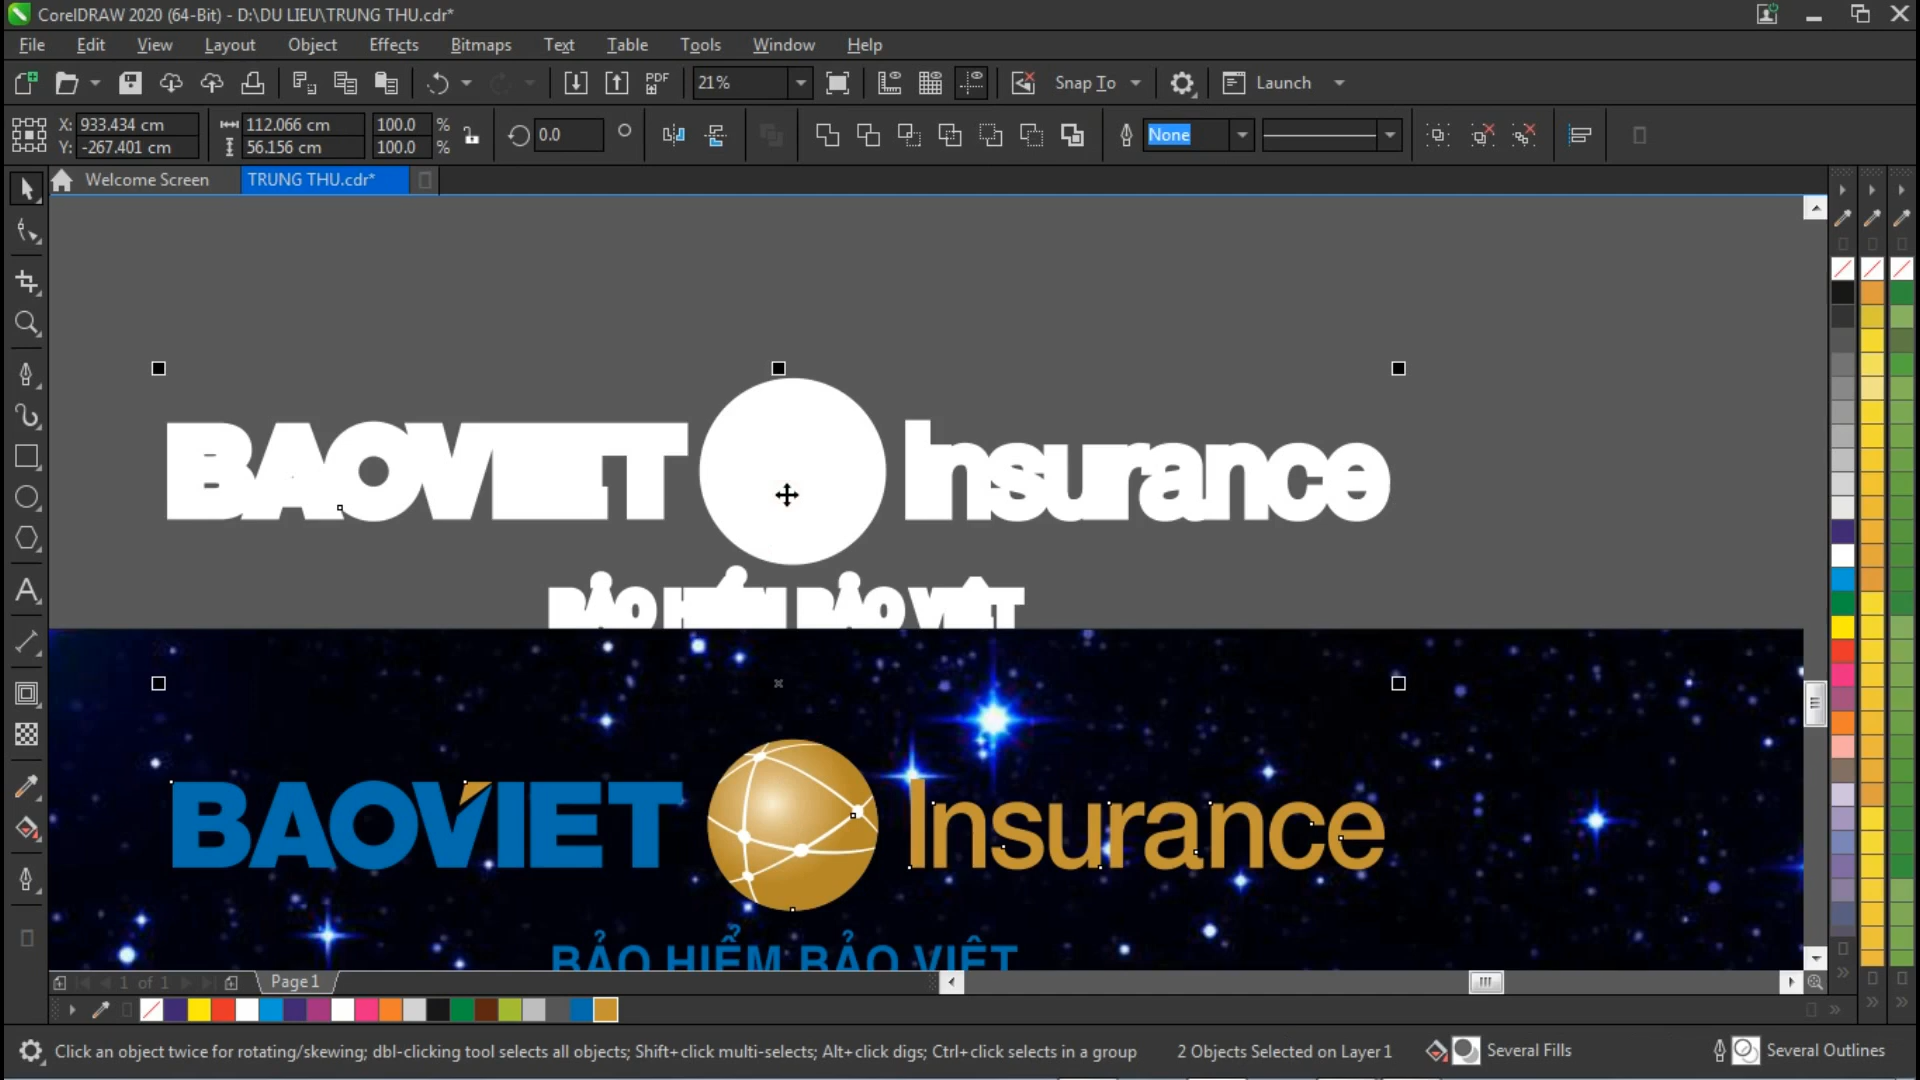 CorelDRAW 2020 (64-Bit) - D:\DU LIEU\TRUNG THU.cdr*
File Edit View Layout Object Effects Bitmaps Text Table Tools Window Help
PDF 21% Snap To Launch
X: 933.434 cm 112.066 cm 100.0 % 0.0 None
Y: -267.401 cm 56.156 cm 100.0 %
Welcome Screen TRUNG THU.cdr*
BAOVIET Insurance
BẢO HIỂM BẢO VIỆT
BAOVIET Insurance
BẢO HIỂM BẢO VIỆT
1 of 1 Page1
Click an object twice for rotating/skewing; dbl-clicking tool selects all objects; Shift+click multi-selects; Alt+click digs; Ctrl+click selects in a group 2 Objects Selected on Layer 1 Several Fills Several Outlines